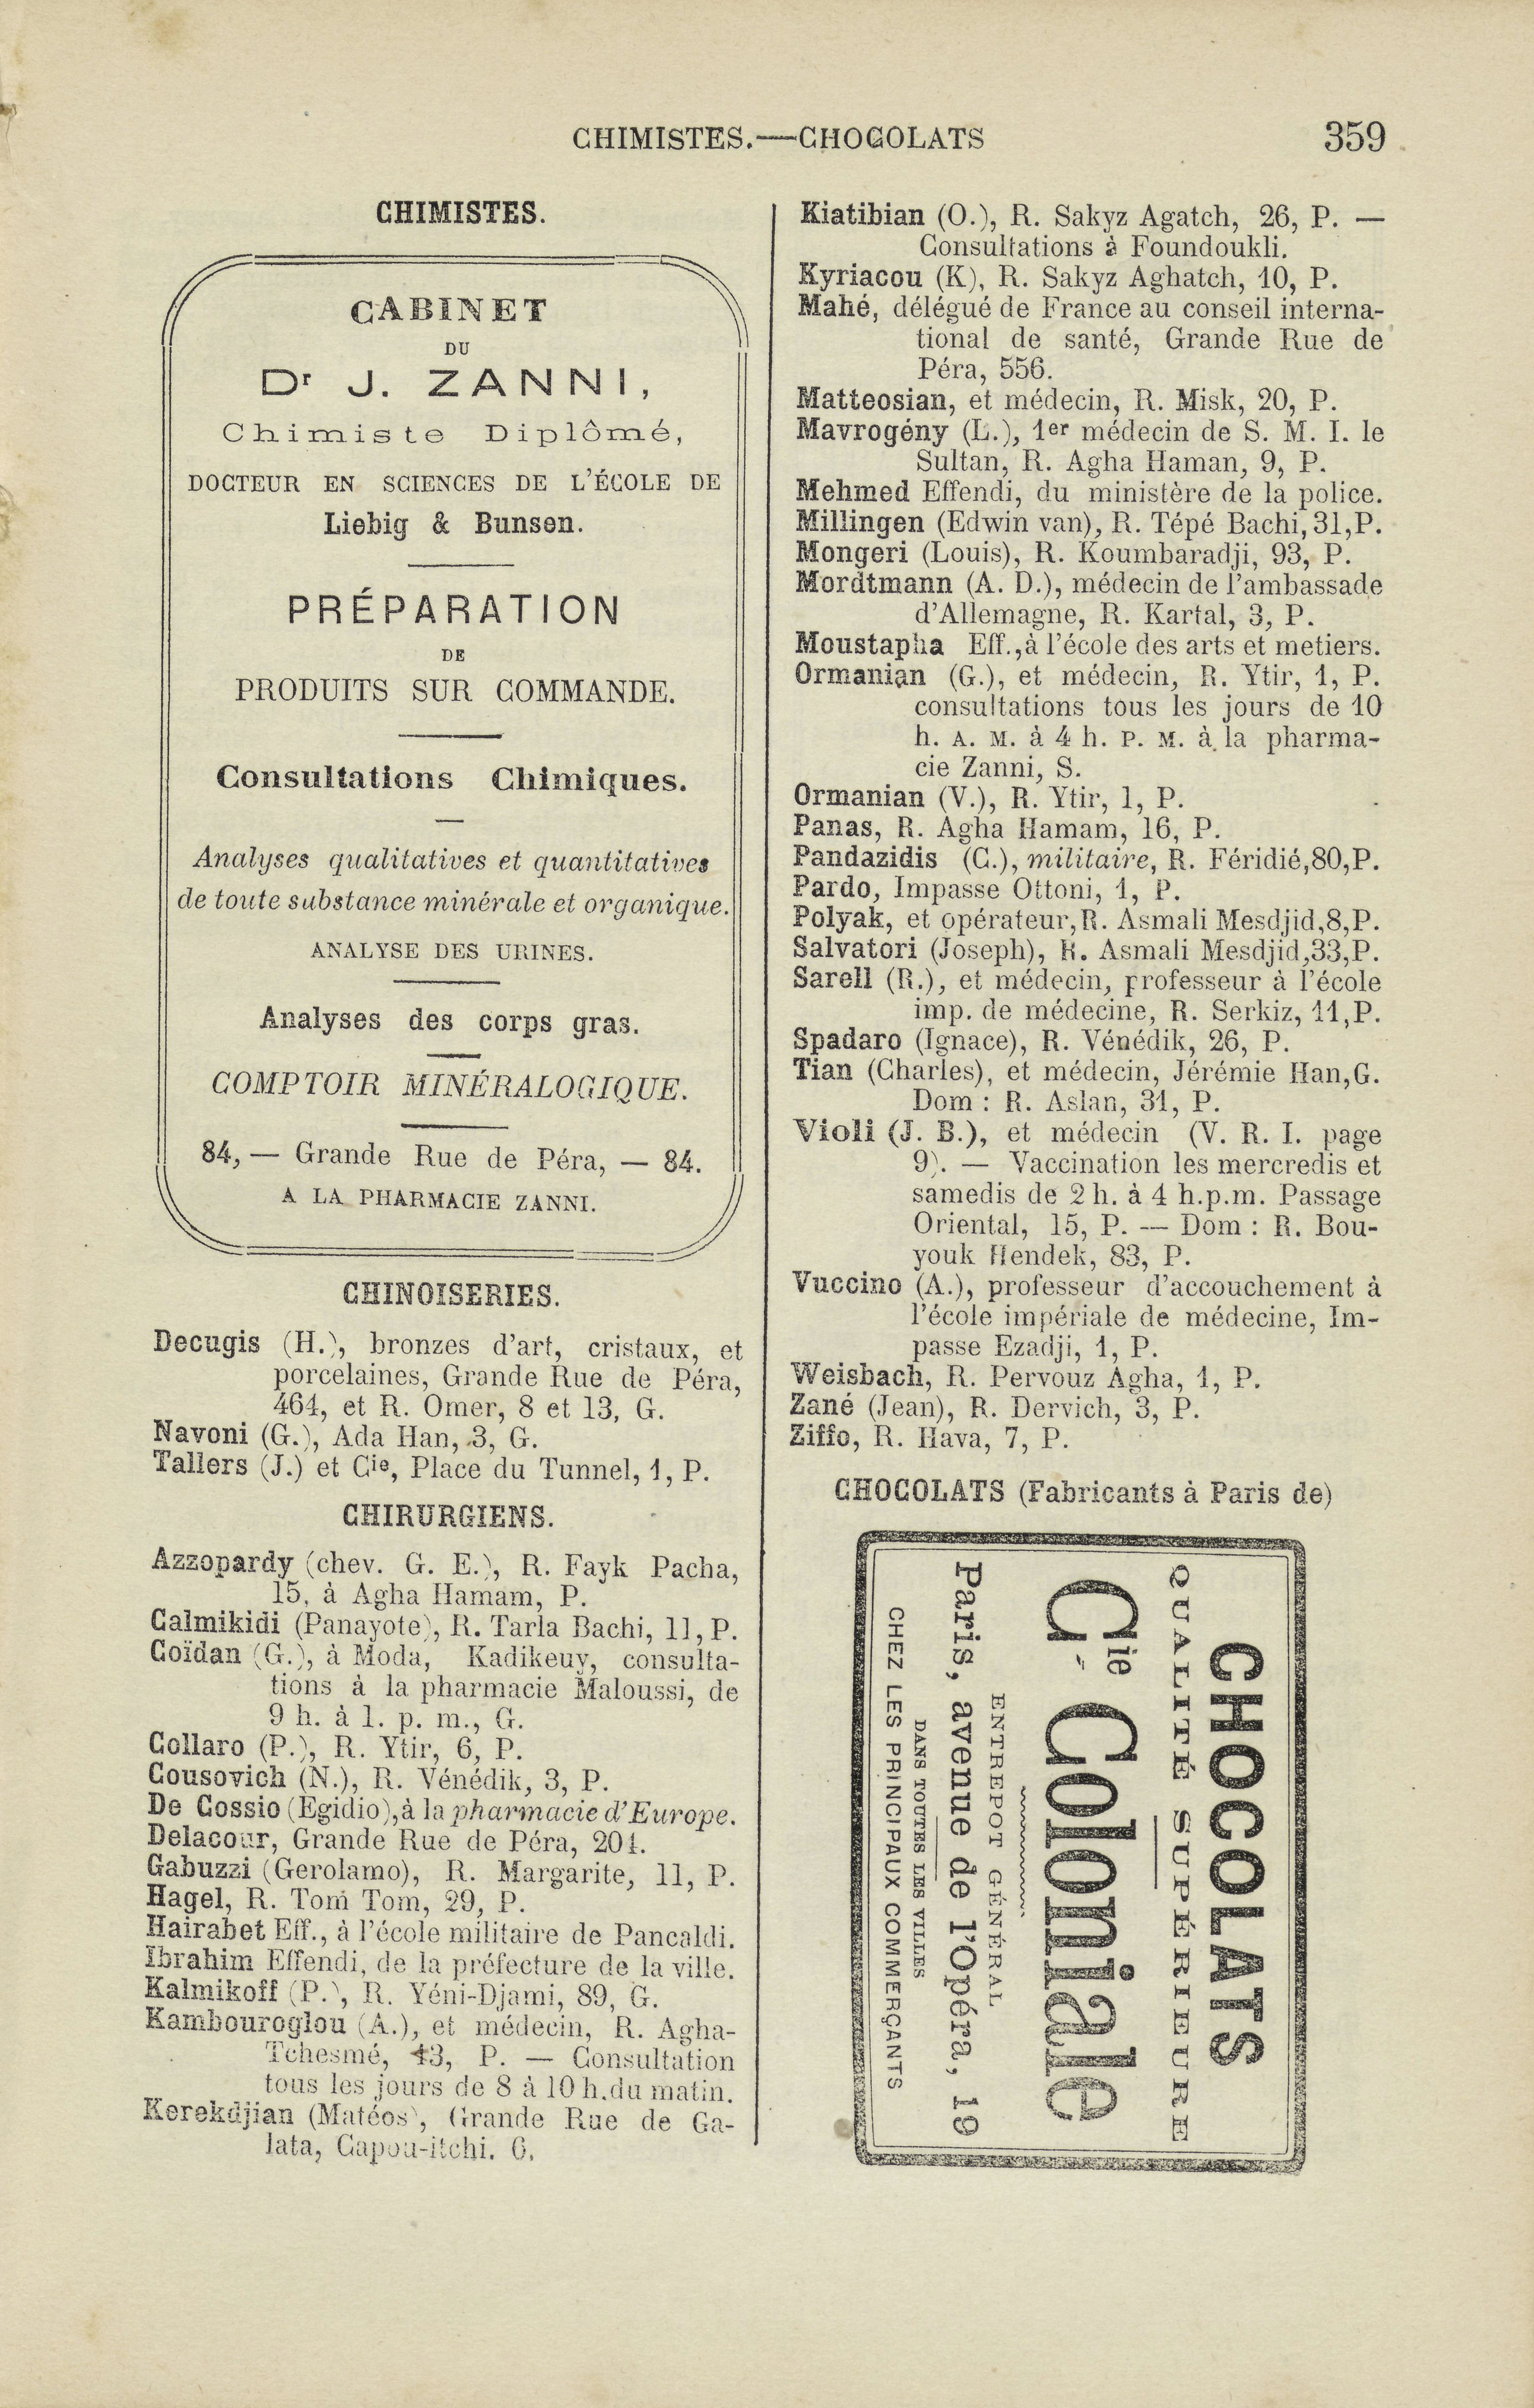 CHIMISTES.—CHOCOLATS
359
CHIMISTES.
CABINET
DU
Dr J. ZANNI,
Chimiste Diplômé,
DOCTEUR EN SCIENCES DE L'ÉCOLE DE
Liebig & Bunsen.
PRÉPARATION
DE
PRODUITS SUR COMMANDE.
Consultations Chimiques.
Analyses qualitatives et quantitatives
de toute substance minérale et organique.
ANALYSE DES URINES.
Analyses des corps gras.
COMPTOIR MINÉRALOGIQUE.
84, — Grande Rue de Péra, — 84.
A LA PHARMACIE ZANNI.
CHINOISERIES.
Decugis (H.), bronzes d'art, cristaux, et
porcelaines, Grande Rue de Péra,
464, et R. Omer, 8 et 13, G.
Navoni (G.), Ada Han, 3, G.
Tallers (J.) et Cie, Place du Tunnel, 1, P.
CHIRURGIENS.
Azzopardy (chev. G. E.), R. Fayk Pacha,
15, à Agha Hamam, P.
Calmikidi (Panayote), R. Tarla Bachi, 11, P.
Coïdan (G.), à Moda, Kadikeuy, consulta-
tions à la pharmacie Maloussi, de
9 h. à 1. p. m., G.
Collaro (P.), R. Ytir, 6, P.
Cousovich (N.), R. Vénédik, 3, P.
De Cossio (Egidio), à la pharmacie d'Europe.
Delacour, Grande Rue de Péra, 204.
Gabuzzi (Gerolamo), R. Margarite, 11, P.
Hagel, R. Tom Tom, 29, P.
Hairabet Eff., à l'école militaire de Pancaldi.
Ibrahim Effendi, de la préfecture de la ville.
Kalmikoff (P.), R. Yéni-Djami, 89, G.
Kambouroglou (A.), et médecin, R. Agha-
Tchesmé, 13, P. — Consultation
tous les jours de 8 à 10 h. du matin.
Kerekdjian (Matéos), Grande Rue de Ga-
lata, Capou-itchi. G.
Kiatibian (O.), R. Sakyz Agatch, 26, P. —
Consultations à Foundoukli.
Kyriacou (K), R. Sakyz Aghatch, 10, P.
Mahé, délégué de France au conseil interna-
tional de santé, Grande Rue de
Péra, 556.
Matteosian, et médecin, R. Misk, 20, P.
Mavrogény (L.), 1er médecin de S. M. I. le
Sultan, R. Agha Haman, 9, P.
Mehmed Effendi, du ministère de la police.
Millingen (Edwin van), R. Tépé Bachi, 31, P.
Mongeri (Louis), R. Koumbaradji, 93, P.
Mordtmann (A. D.), médecin de l'ambassade
d'Allemagne, R. Kartal, 3, P.
Moustapha Eff., à l'école des arts et metiers.
Ormanian (G.), et médecin, R. Ytir, 1, P.
consultations tous les jours de 10
h. A. M. à 4 h. P. M. à la pharma-
cie Zanni, S.
Ormanian (V.), R. Ytir, 1, P.
Panas, R. Agha Hamam, 16, P.
Pandazidis (C.), militaire, R. Féridié, 80, P.
Pardo, Impasse Ottoni, 1, P.
Polyak, et opérateur, R. Asmali Mesdjid, 8, P.
Salvatori (Joseph), R. Asmali Mesdjid, 33, P.
Sarell (R.), et médecin, professeur à l'école
imp. de médecine, R. Serkiz, 11, P.
Spadaro (Ignace), R. Vénédik, 26, P.
Tian (Charles), et médecin, Jérémie Han, G.
Dom : R. Aslan, 31, P.
Violi (J. B.), et médecin (V. R. I. page
9). — Vaccination les mercredis et
samedis de 2 h. à 4 h.p.m. Passage
Oriental, 15, P. — Dom : R. Bou-
youk Hendek, 83, P.
Vuccino (A.), professeur d'accouchement à
l'école impériale de médecine, Im-
passe Ezadji, 1, P.
Weisbach, R. Pervouz Agha, 1, P.
Zané (Jean), R. Dervich, 3, P.
Ziffo, R. Hava, 7, P.
CHOCOLATS (Fabricants à Paris de)
CHOCOLATS
QUALITÉ SUPÉRIEURE
Cie Coloniale
ENTREPOT GÉNÉRAL
Paris, avenue de l'Opéra, 19
DANS TOUTES LES VILLES
CHEZ LES PRINCIPAUX COMMERÇANTS